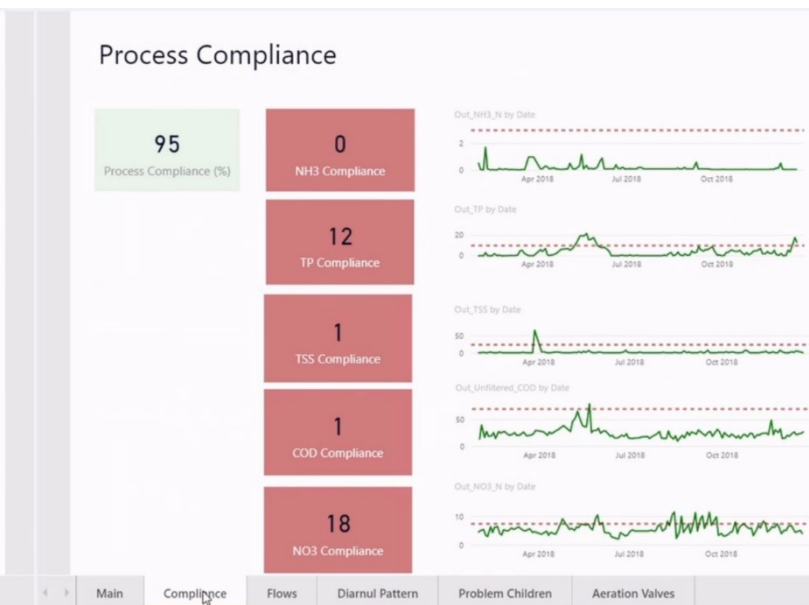 Process Compliance
95
Process Compliance (%)
0
NH3 Compliance
12
TP Compliance
1
TSS Compliance
1
COD Compliance
18
NO3 Compliance
Out_NH3_N by Date
2
0
Apr 2018 Jul 2018 Oct 2018
Out_TP by Date
20
0
Apr 2018 Jul 2018 Oct 2018
Out_TSS by Date
50
0
Apr 2018 Jul 2018 Oct 2018
Out_Unfiltered_COD by Date
50
0
Apr 2018 Jul 2018 Oct 2018
Out_NO3_N by Date
10
0
Apr 2018 Jul 2018 Oct 2018
Main Compliance Flows Diarnul Pattern Problem Children Aeration Valves